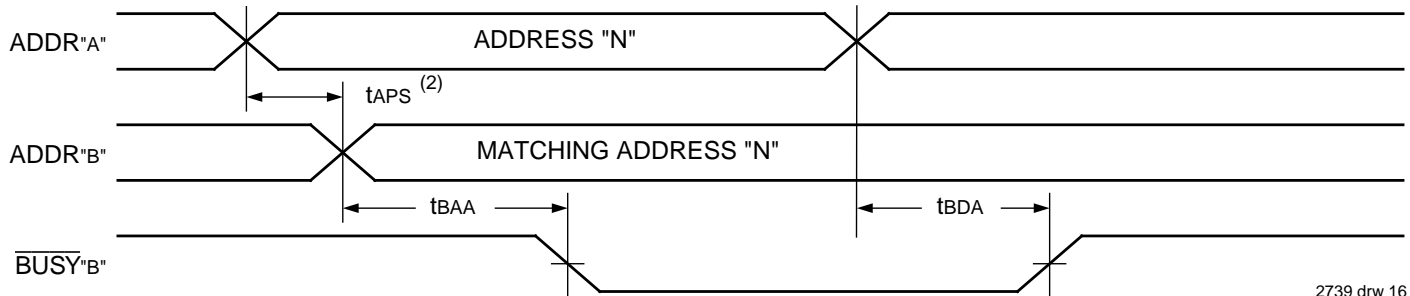 ADDR"A" ADDRESS "N"
tAPS (2)
ADDR"B" MATCHING ADDRESS "N"
tBAA tBDA
BUSY"B"
2739 drw 16